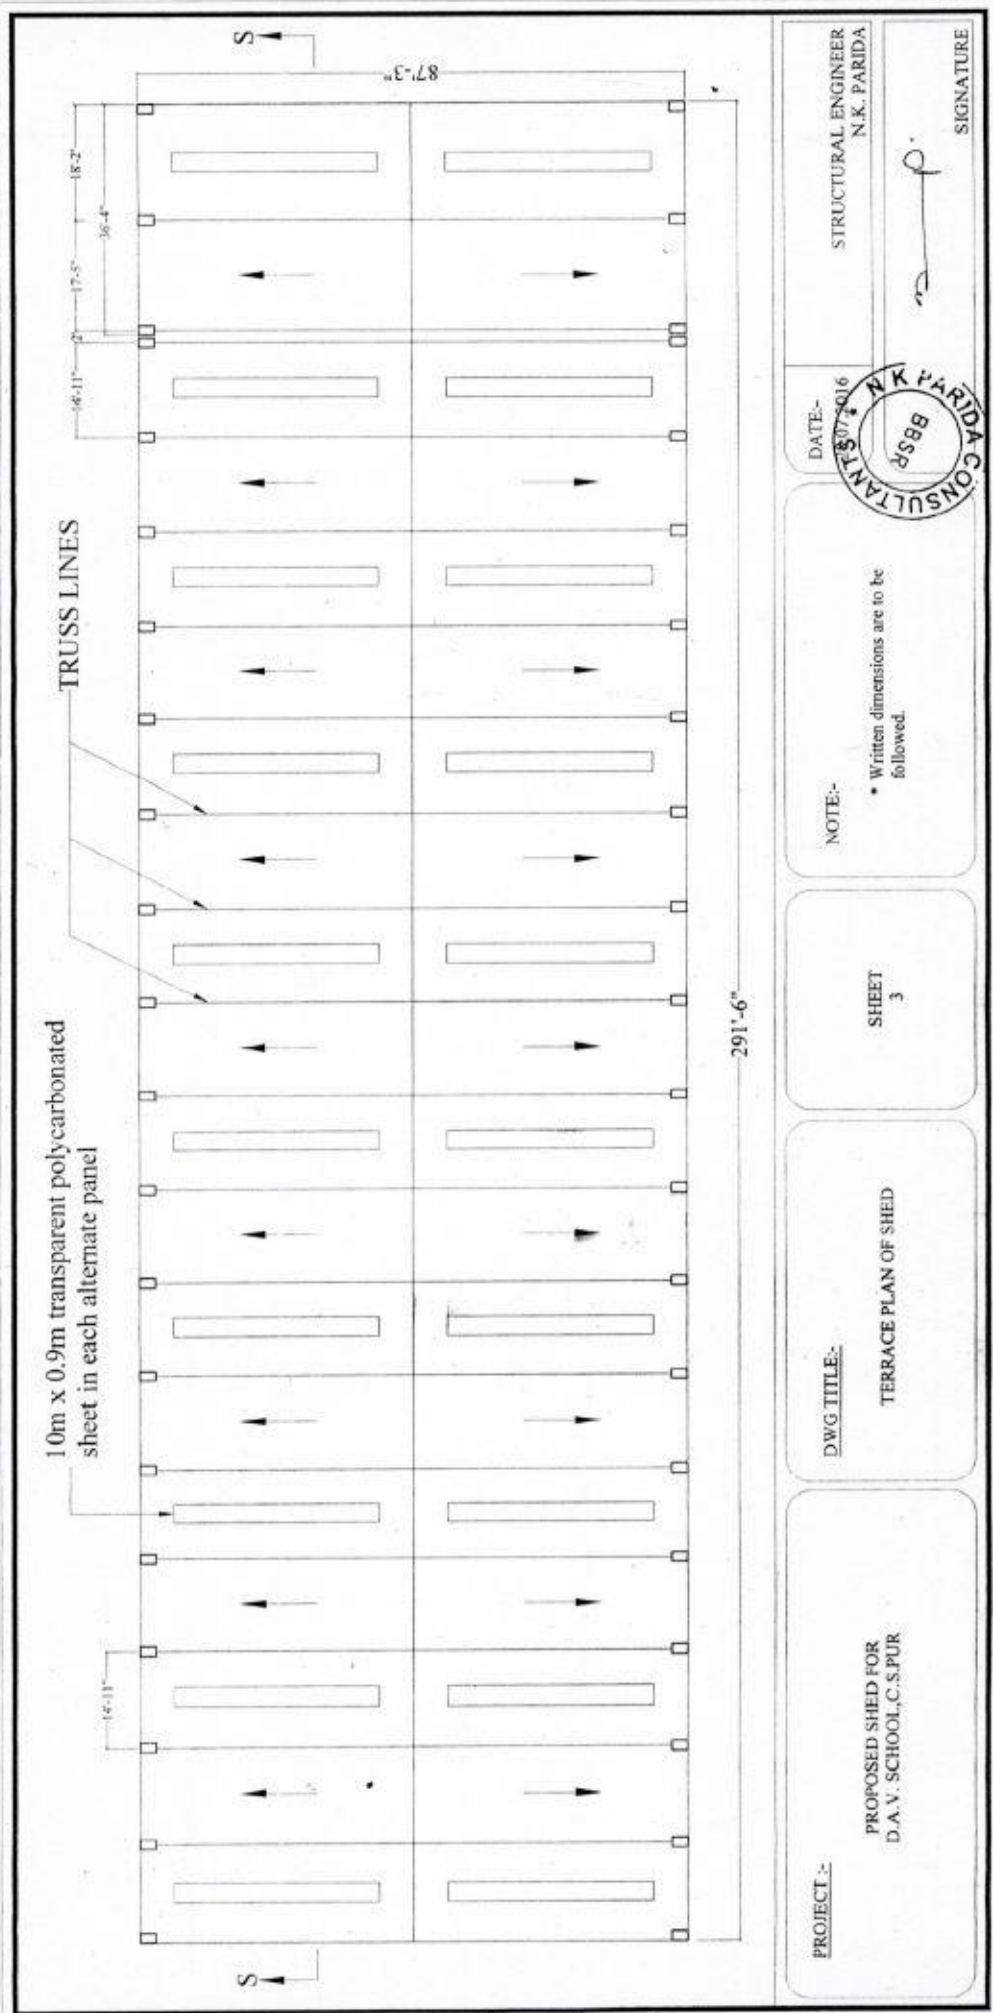 10m x 0.9m transparent polycarbonated
sheet in each alternate panel
TRUSS LINES
14'-11"
14'-11"
2'
17'-5"
18'-2"
36'-4"
S
S
87'-3"
291'-6"
PROJECT :-
PROPOSED SHED FOR
D.A.V. SCHOOL,C.S.PUR
DWG TITLE:-
TERRACE PLAN OF SHED
SHEET
3
NOTE:-
* Written dimensions are to be
followed.
DATE:-
STRUCTURAL ENGINEER
N.K. PARIDA
SIGNATURE
N K PARIDA CONSULTANTS *
BBSR